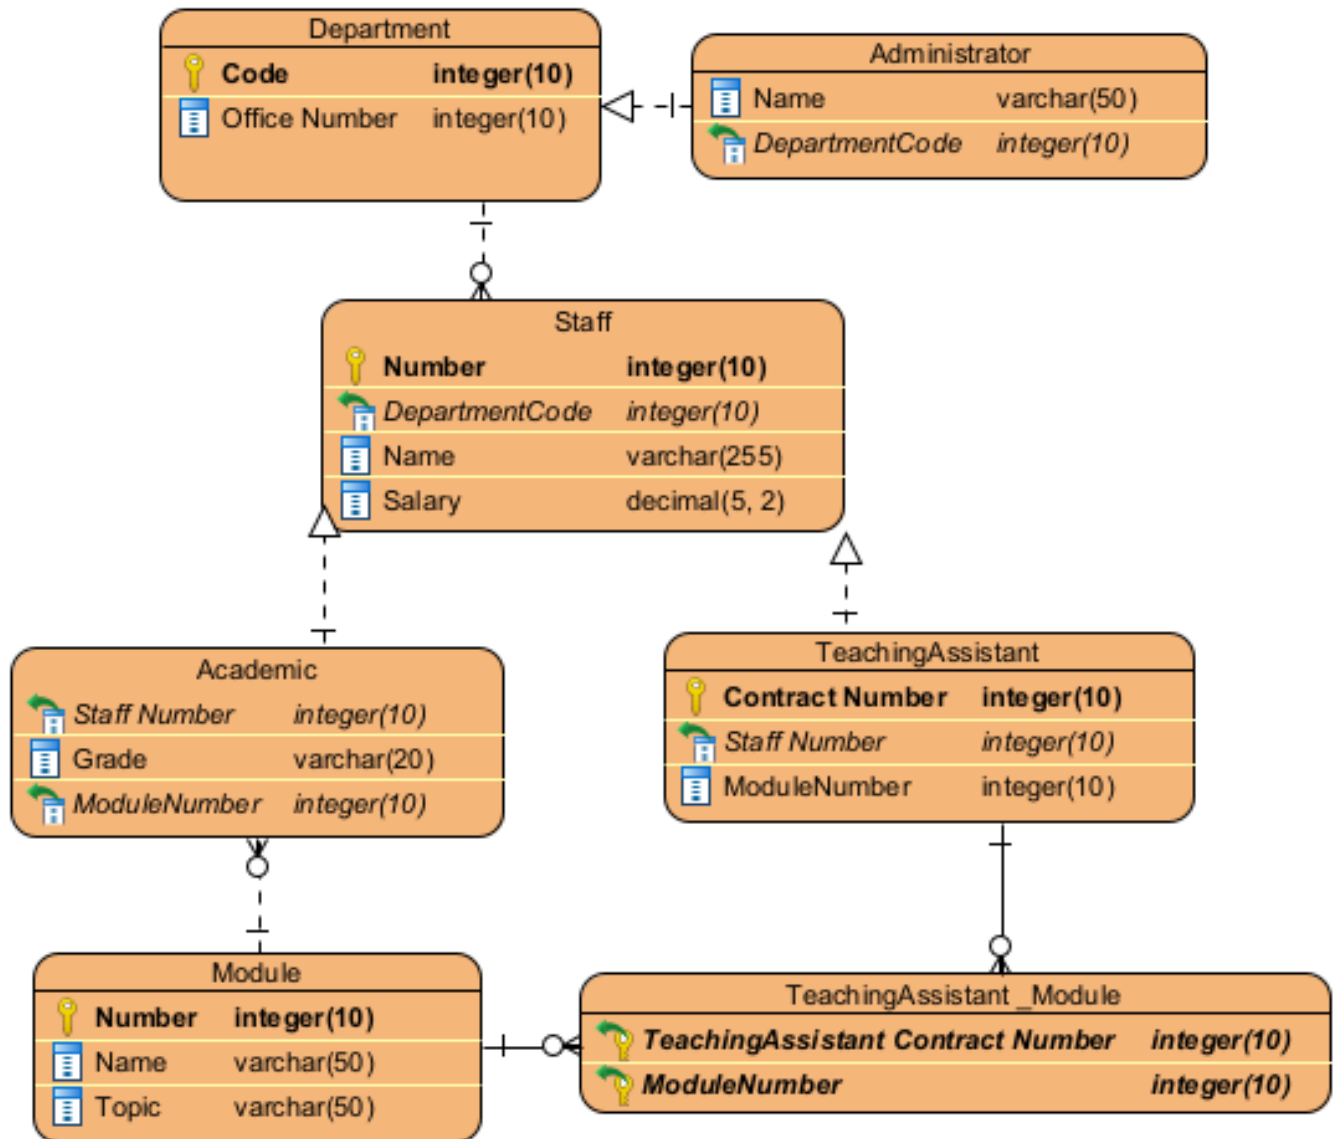 Department
Code integer(10)
Office Number integer(10)
Administrator
Name varchar(50)
DepartmentCode integer(10)
Staff
Number integer(10)
DepartmentCode integer(10)
Name varchar(255)
Salary decimal(5, 2)
Academic
Staff Number integer(10)
Grade varchar(20)
ModuleNumber integer(10)
TeachingAssistant
Contract Number integer(10)
Staff Number integer(10)
ModuleNumber integer(10)
Module
Number integer(10)
Name varchar(50)
Topic varchar(50)
TeachingAssistant _Module
TeachingAssistant Contract Number integer(10)
ModuleNumber integer(10)